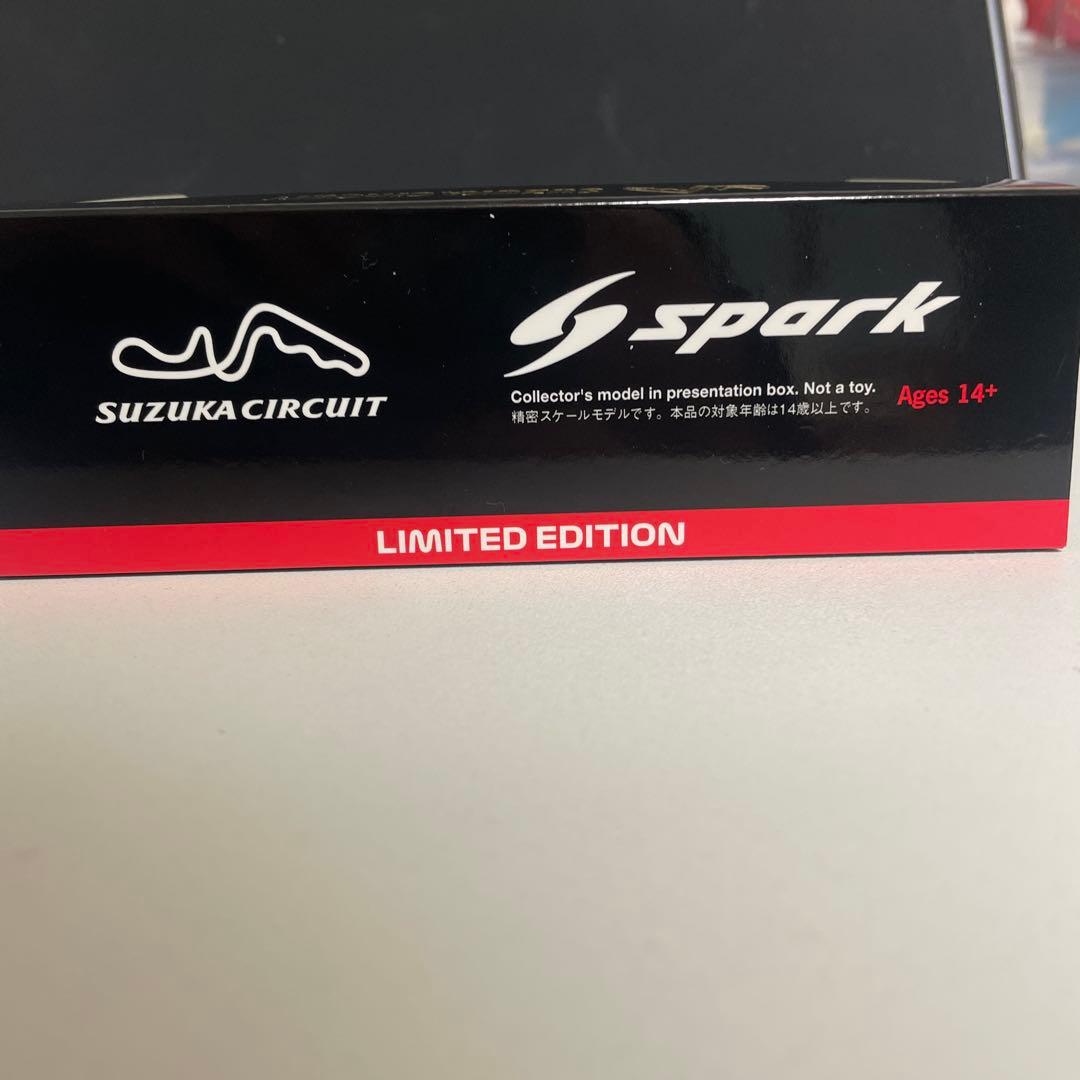 SUZUKA CIRCUIT
spark
Collector's model in presentation box. Not a toy.
精密スケールモデルです。本品の対象年齢は14歳以上です。
Ages 14+
LIMITED EDITION